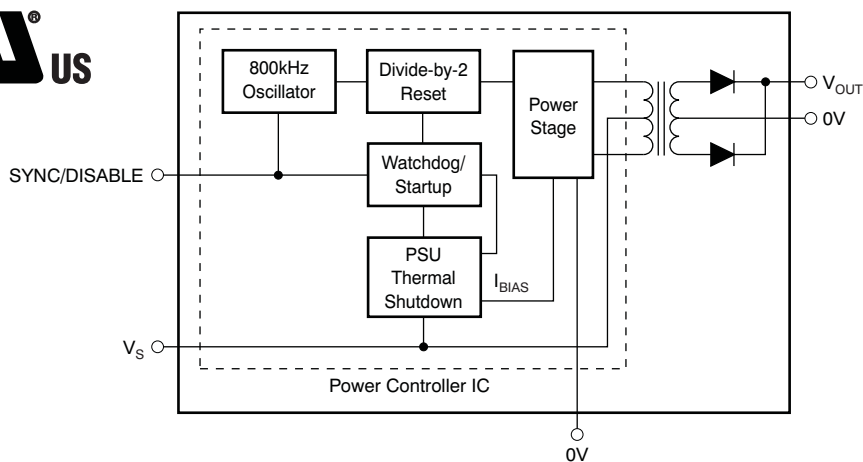 ®
US
800kHz
Oscillator
Divide-by-2
Reset
Power
Stage
V_OUT
0V
SYNC/DISABLE
Watchdog/
Startup
PSU
Thermal
Shutdown
I_BIAS
V_S
Power Controller IC
0V